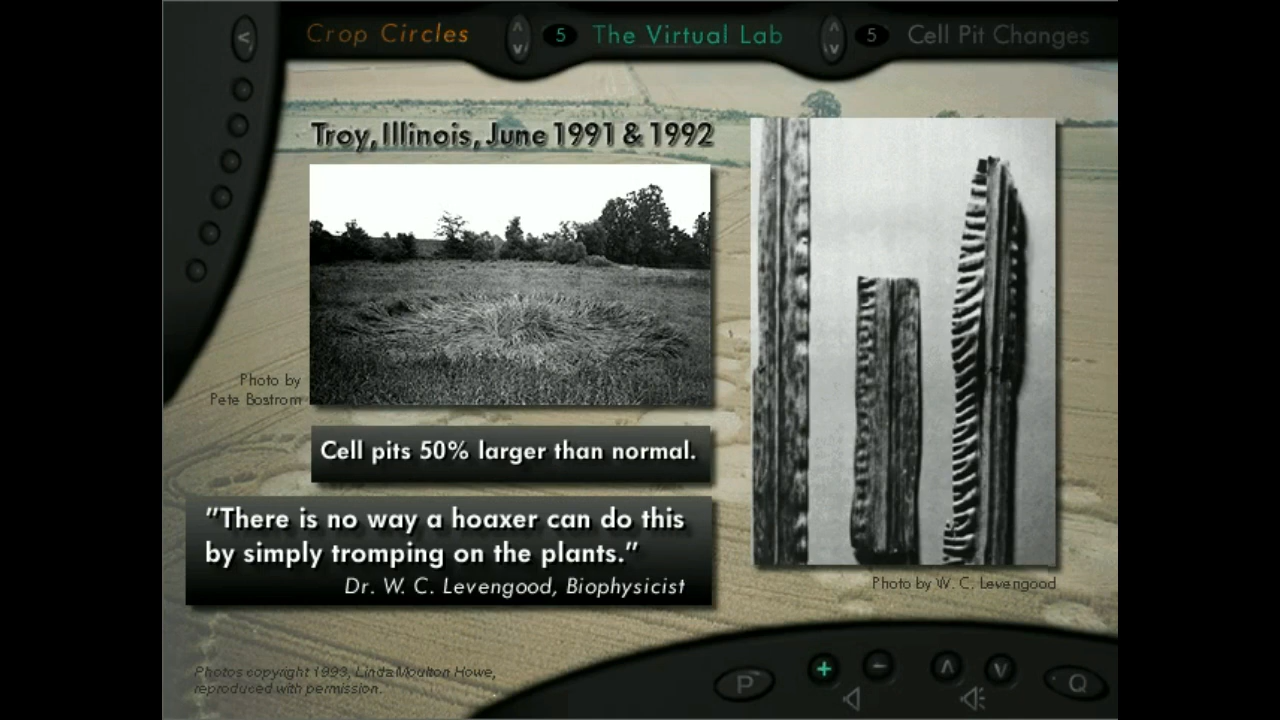 <
Crop Circles
5
The Virtual Lab
5
Cell Pit Changes
Troy, Illinois, June 1991 & 1992
Photo by
Pete Bostrom
Cell pits 50% larger than normal.
"There is no way a hoaxer can do this
by simply tromping on the plants."
Dr. W. C. Levengood, Biophysicist
Photo by W. C. Levengood
Photos copyright 1993, Linda Moulton Howe,
reproduced with permission.
P
+ - Λ V
Q